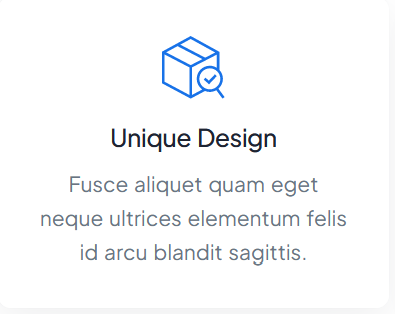 Unique Design
Fusce aliquet quam eget
neque ultrices elementum felis
id arcu blandit sagittis.